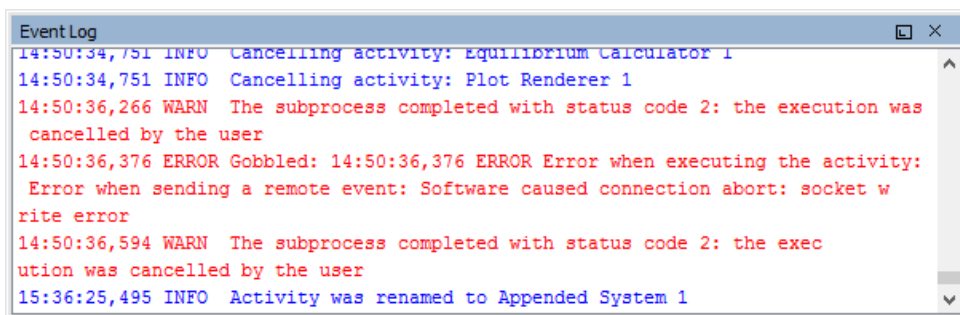 Event Log
14:50:34,751 INFO  Cancelling activity: Equilibrium Calculator 1
14:50:34,751 INFO  Cancelling activity: Plot Renderer 1
14:50:36,266 WARN  The subprocess completed with status code 2: the execution was
 cancelled by the user
14:50:36,376 ERROR Gobbled: 14:50:36,376 ERROR Error when executing the activity:
 Error when sending a remote event: Software caused connection abort: socket w
rite error
14:50:36,594 WARN  The subprocess completed with status code 2: the exec
ution was cancelled by the user
15:36:25,495 INFO  Activity was renamed to Appended System 1